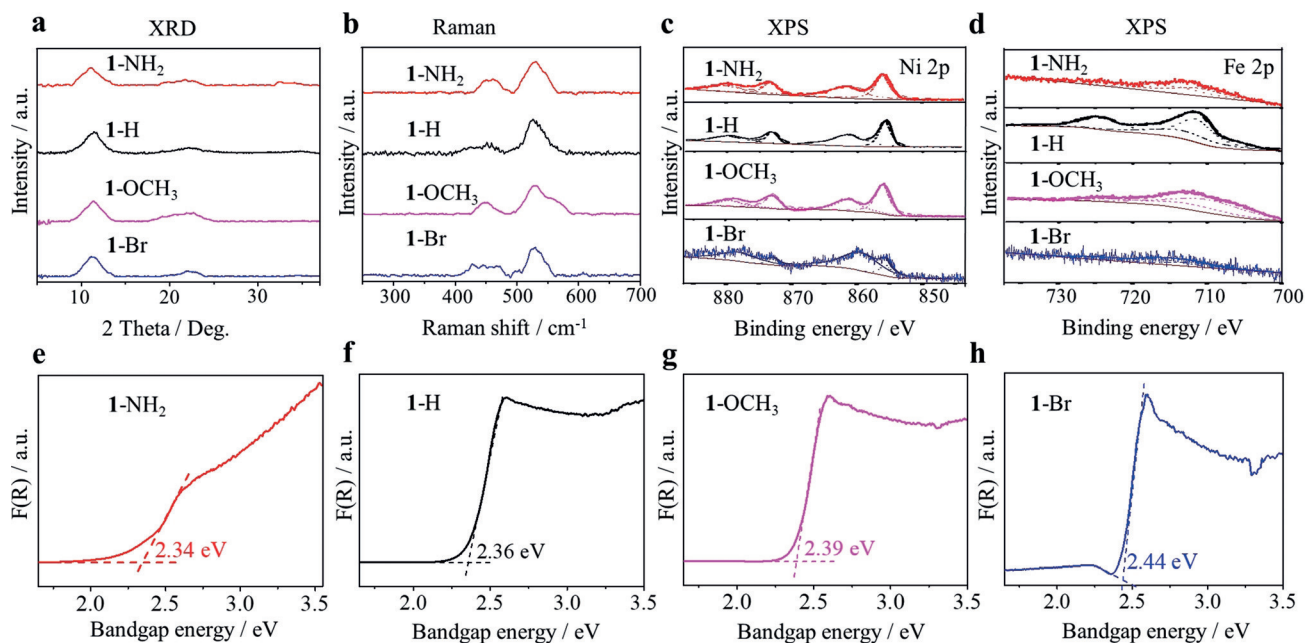 a XRD
Intensity / a.u.
1-NH2
1-H
1-OCH3
1-Br
10 20 30
2 Theta / Deg.
b Raman
Intensity / a.u.
1-NH2
1-H
1-OCH3
1-Br
300 400 500 600 700
Raman shift / cm-1
c XPS
Intensity / a.u.
1-NH2 Ni 2p
1-H
1-OCH3
1-Br
880 870 860 850
Binding energy / eV
d XPS
Intensity / a.u.
1-NH2 Fe 2p
1-H
1-OCH3
1-Br
730 720 710 700
Binding energy / eV
e
F(R) / a.u.
1-NH2
2.34 eV
2.0 2.5 3.0 3.5
Bandgap energy / eV
f
F(R) / a.u.
1-H
2.36 eV
2.0 2.5 3.0 3.5
Bandgap energy / eV
g
F(R) / a.u.
1-OCH3
2.39 eV
2.0 2.5 3.0 3.5
Bandgap energy / eV
h
F(R) / a.u.
1-Br
2.44 eV
2.0 2.5 3.0 3.5
Bandgap energy / eV